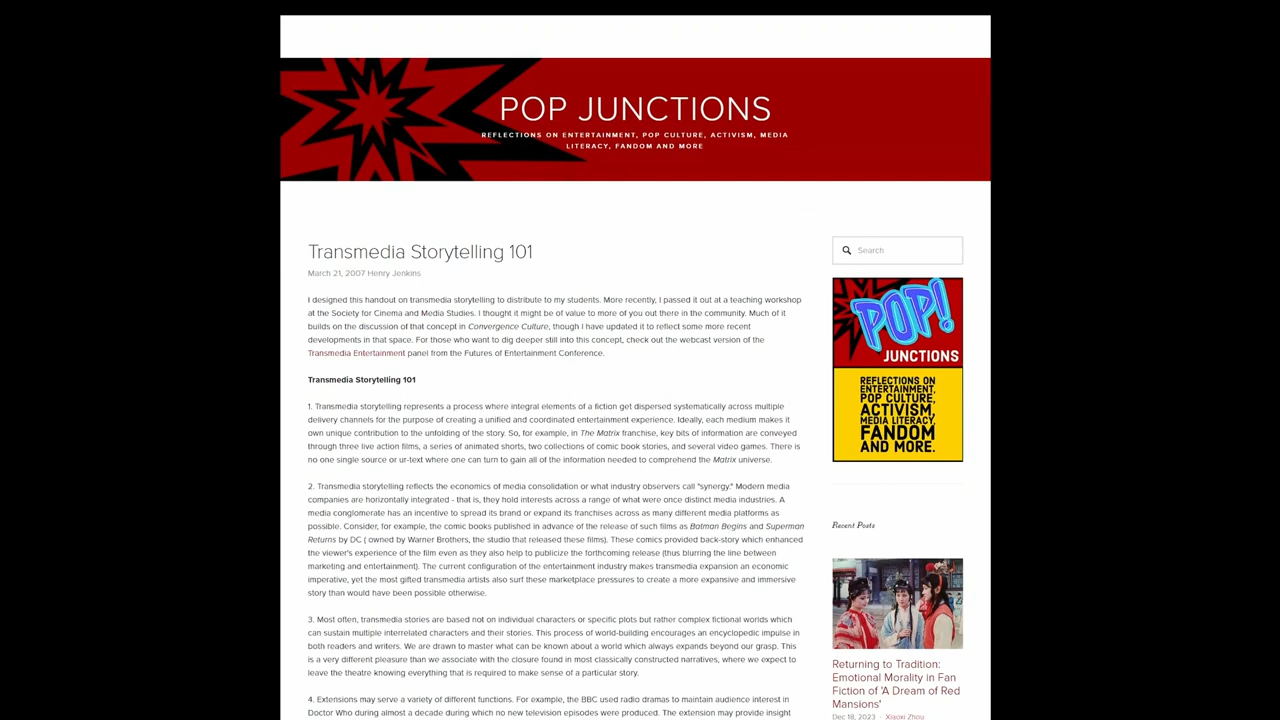 POP JUNCTIONS
REFLECTIONS ON ENTERTAINMENT, POP CULTURE, ACTIVISM, MEDIA
LITERACY, FANDOM AND MORE
Transmedia Storytelling 101
March 21, 2007 Henry Jenkins
I designed this handout on transmedia storytelling to distribute to my students. More recently, I passed it out at a teaching workshop
at the Society for Cinema and Media Studies. I thought it might be of value to more of you out there in the community. Much of it
builds on the discussion of that concept in Convergence Culture, though I have updated it to reflect some more recent
developments in that space. For those who want to dig deeper still into this concept, check out the webcast version of the
Transmedia Entertainment panel from the Futures of Entertainment Conference.
Transmedia Storytelling 101
1. Transmedia storytelling represents a process where integral elements of a fiction get dispersed systematically across multiple
delivery channels for the purpose of creating a unified and coordinated entertainment experience. Ideally, each medium makes it
own unique contribution to the unfolding of the story. So, for example, in The Matrix franchise, key bits of information are conveyed
through three live action films, a series of animated shorts, two collections of comic book stories, and several video games. There is
no one single source or ur-text where one can turn to gain all of the information needed to comprehend the Matrix universe.
2. Transmedia storytelling reflects the economics of media consolidation or what industry observers call "synergy." Modern media
companies are horizontally integrated - that is, they hold interests across a range of what were once distinct media industries. A
media conglomerate has an incentive to spread its brand or expand its franchises across as many different media platforms as
possible. Consider, for example, the comic books published in advance of the release of such films as Batman Begins and Superman
Returns by DC ( owned by Warner Brothers, the studio that released these films). These comics provided back-story which enhanced
the viewer's experience of the film even as they also help to publicize the forthcoming release (thus blurring the line between
marketing and entertainment). The current configuration of the entertainment industry makes transmedia expansion an economic
imperative, yet the most gifted transmedia artists also surf these marketplace pressures to create a more expansive and immersive
story than would have been possible otherwise.
3. Most often, transmedia stories are based not on individual characters or specific plots but rather complex fictional worlds which
can sustain multiple interrelated characters and their stories. This process of world-building encourages an encyclopedic impulse in
both readers and writers. We are drawn to master what can be known about a world which always expands beyond our grasp. This
is a very different pleasure than we associate with the closure found in most classically constructed narratives, where we expect to
leave the theatre knowing everything that is required to make sense of a particular story.
4. Extensions may serve a variety of different functions. For example, the BBC used radio dramas to maintain audience interest in
Doctor Who during almost a decade during which no new television episodes were produced. The extension may provide insight
Search
POP!
JUNCTIONS
REFLECTIONS ON
ENTERTAINMENT,
POP CULTURE,
ACTIVISM,
MEDIA LITERACY,
FANDOM
AND MORE.
Recent Posts
Returning to Tradition:
Emotional Morality in Fan
Fiction of 'A Dream of Red
Mansions'
Dec 18, 2023 · Xiaoxi Zhou